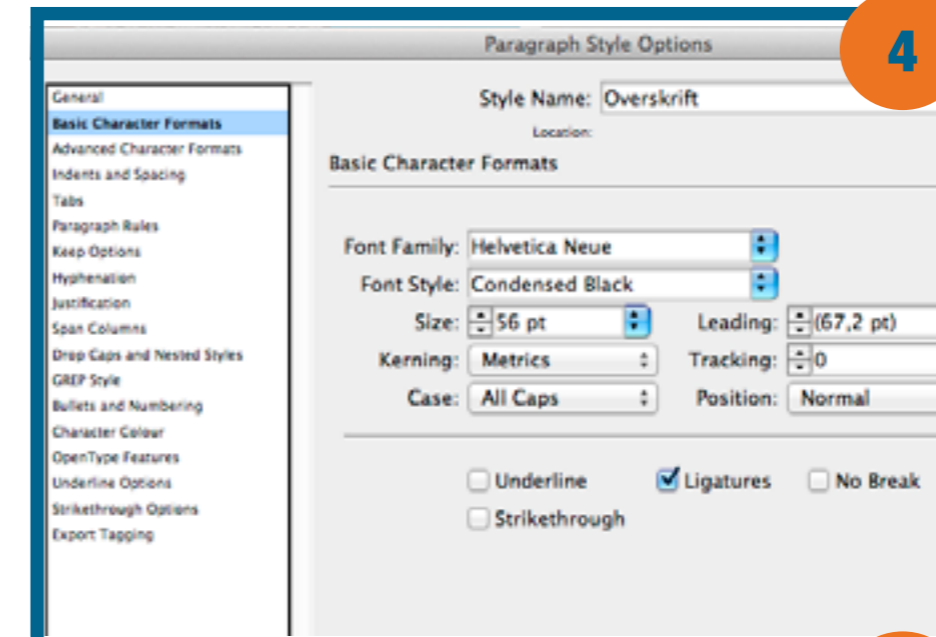 Paragraph Style Options
4
General
Basic Character Formats
Advanced Character Formats
Indents and Spacing
Tabs
Paragraph Rules
Keep Options
Hyphenation
Justification
Span Columns
Drop Caps and Nested Styles
GREP Style
Bullets and Numbering
Character Colour
OpenType Features
Underline Options
Strikethrough Options
Export Tagging
Style Name: Overskrift
Location:
Basic Character Formats
Font Family: Helvetica Neue
Font Style: Condensed Black
Size: 56 pt Leading: (67,2 pt)
Kerning: Metrics Tracking: 0
Case: All Caps Position: Normal
Underline Ligatures No Break
Strikethrough